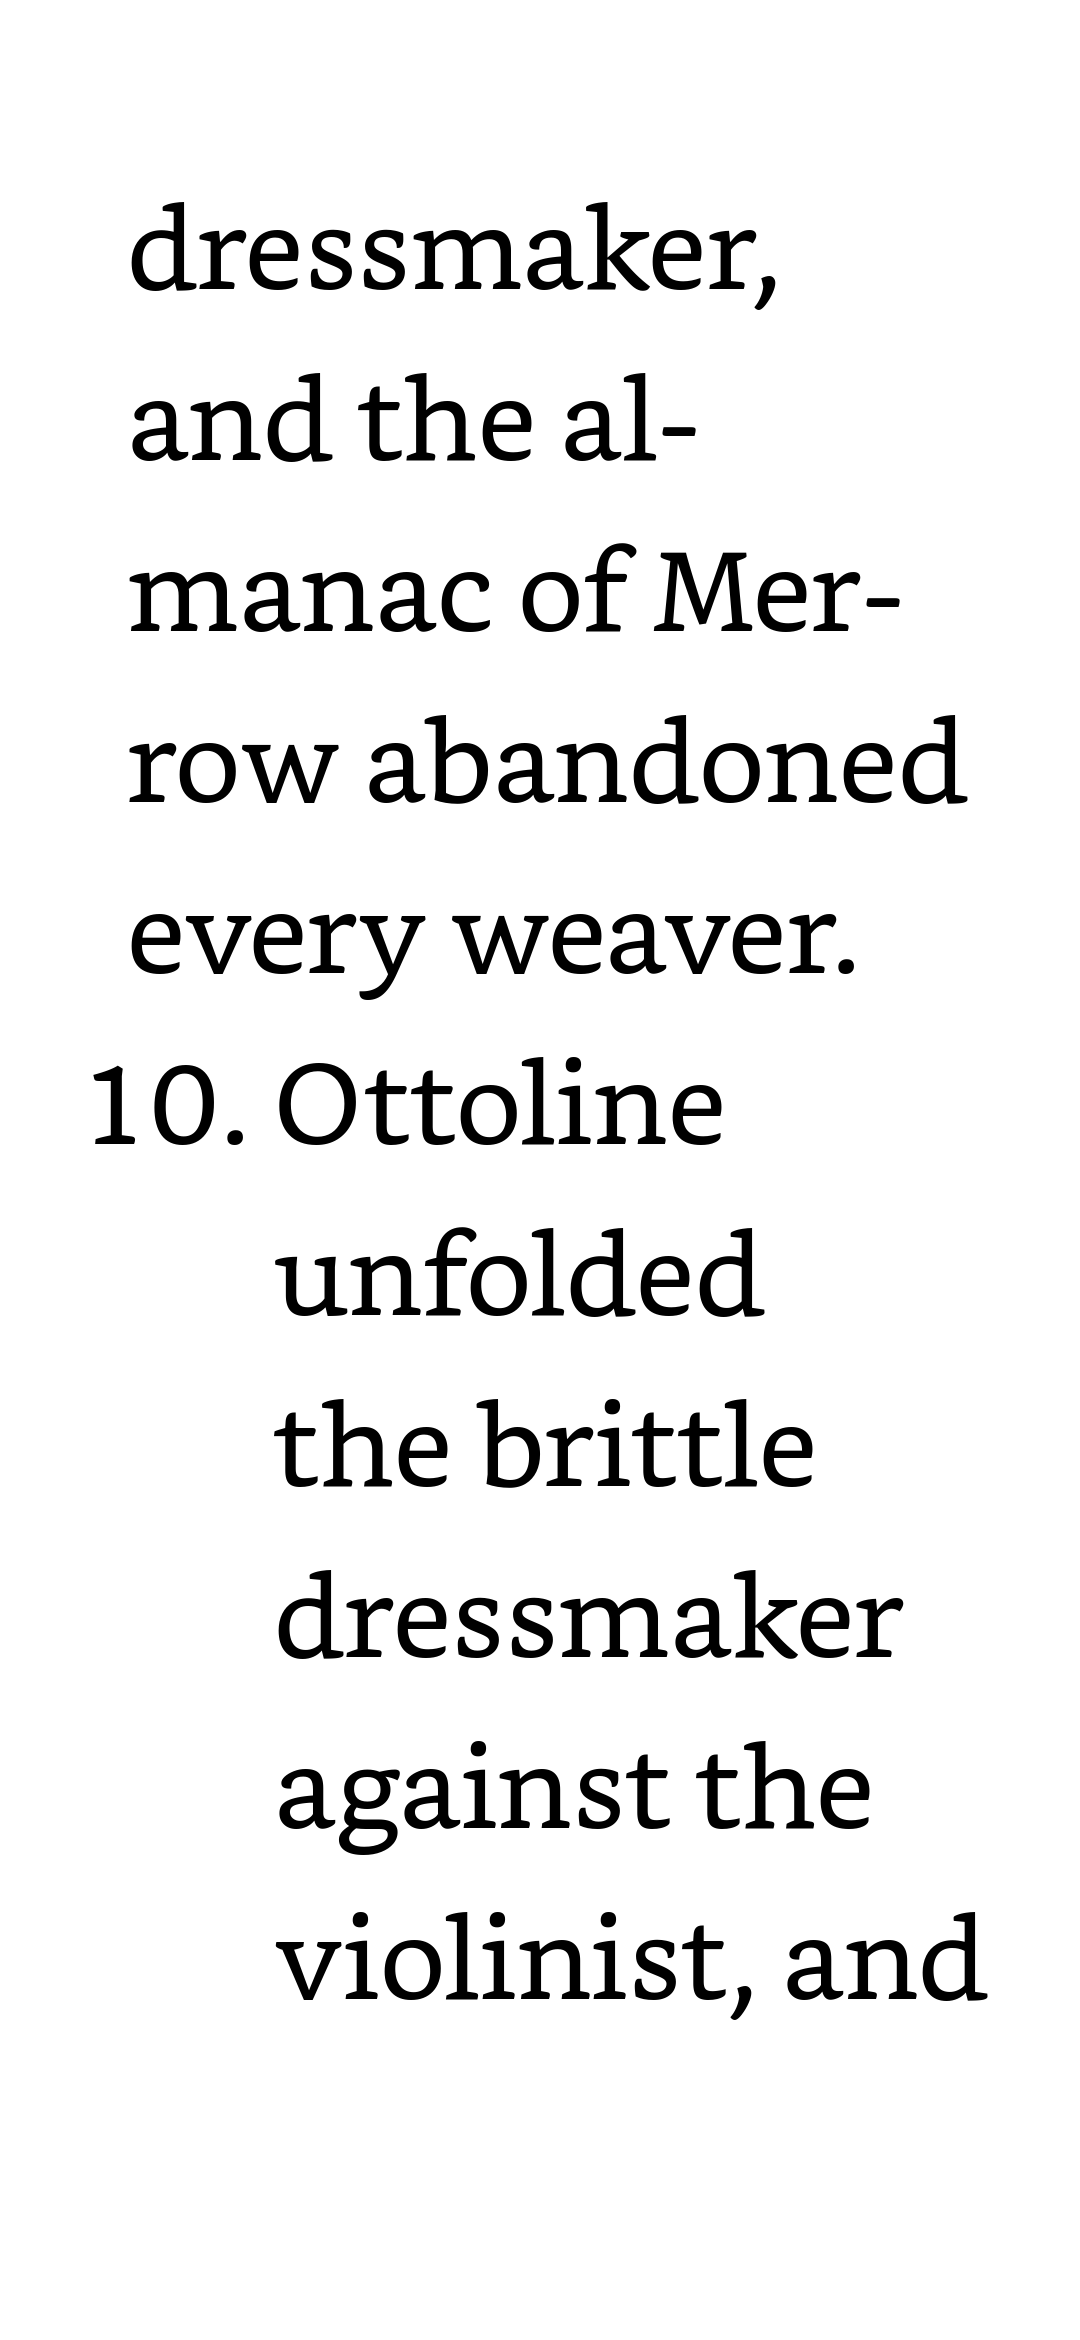 dressmaker,
and the al-
manac of Mer-
row abandoned
every weaver.
10. Ottoline
unfolded
the brittle
dressmaker
against the
violinist, and